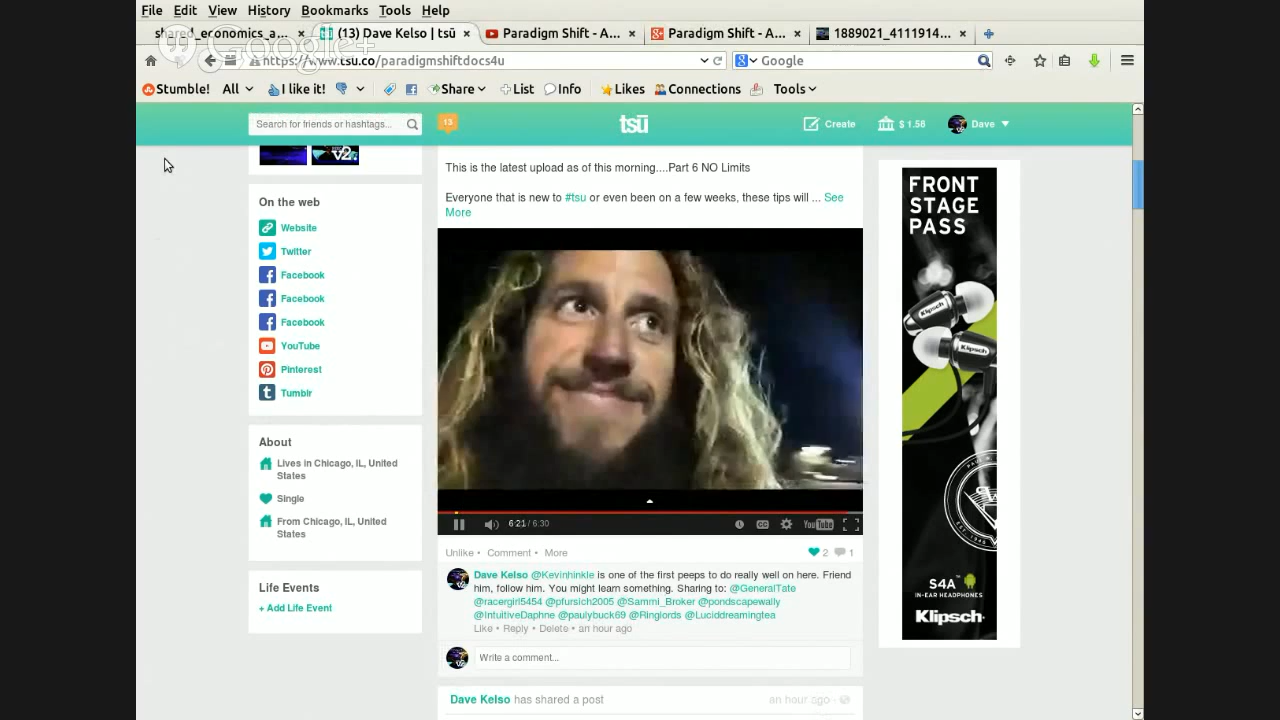 File Edit View History Bookmarks Tools Help
shared_economics_a... × (13) Dave Kelso | tsū × Paradigm Shift - A... × Paradigm Shift - A... × 1889021_4111914... ×
Google+
https://www.tsu.co/paradigmshiftdocs4u Google
Stumble! All I like it! Share List Info Likes Connections Tools
Search for friends or hashtags... 13 tsū Create $ 1.58 Dave
v2
This is the latest upload as of this morning....Part 6 NO Limits
Everyone that is new to #tsu or even been on a few weeks, these tips will ... See
More
On the web
Website
Twitter
Facebook
Facebook
Facebook
YouTube
Pinterest
Tumblr
About
Lives in Chicago, IL, United
States
Single
From Chicago, IL, United
States
Life Events
+ Add Life Event
6:21 / 6:30 CC YouTube
Unlike • Comment • More 2 1
Dave Kelso @Kevinhinkle is one of the first peeps to do really well on here. Friend
him, follow him. You might learn something. Sharing to: @GeneralTate
@racergirl5454 @pfursich2005 @Sammi_Broker @pondscapewally
@IntuitiveDaphne @paulybuck69 @Ringlords @Luciddreamingtea
Like • Reply • Delete • an hour ago
Write a comment...
Dave Kelso has shared a post an hour ago
FRONT
STAGE
PASS
Klipsch
Klipsch
S4A
IN-EAR HEADPHONES
Klipsch